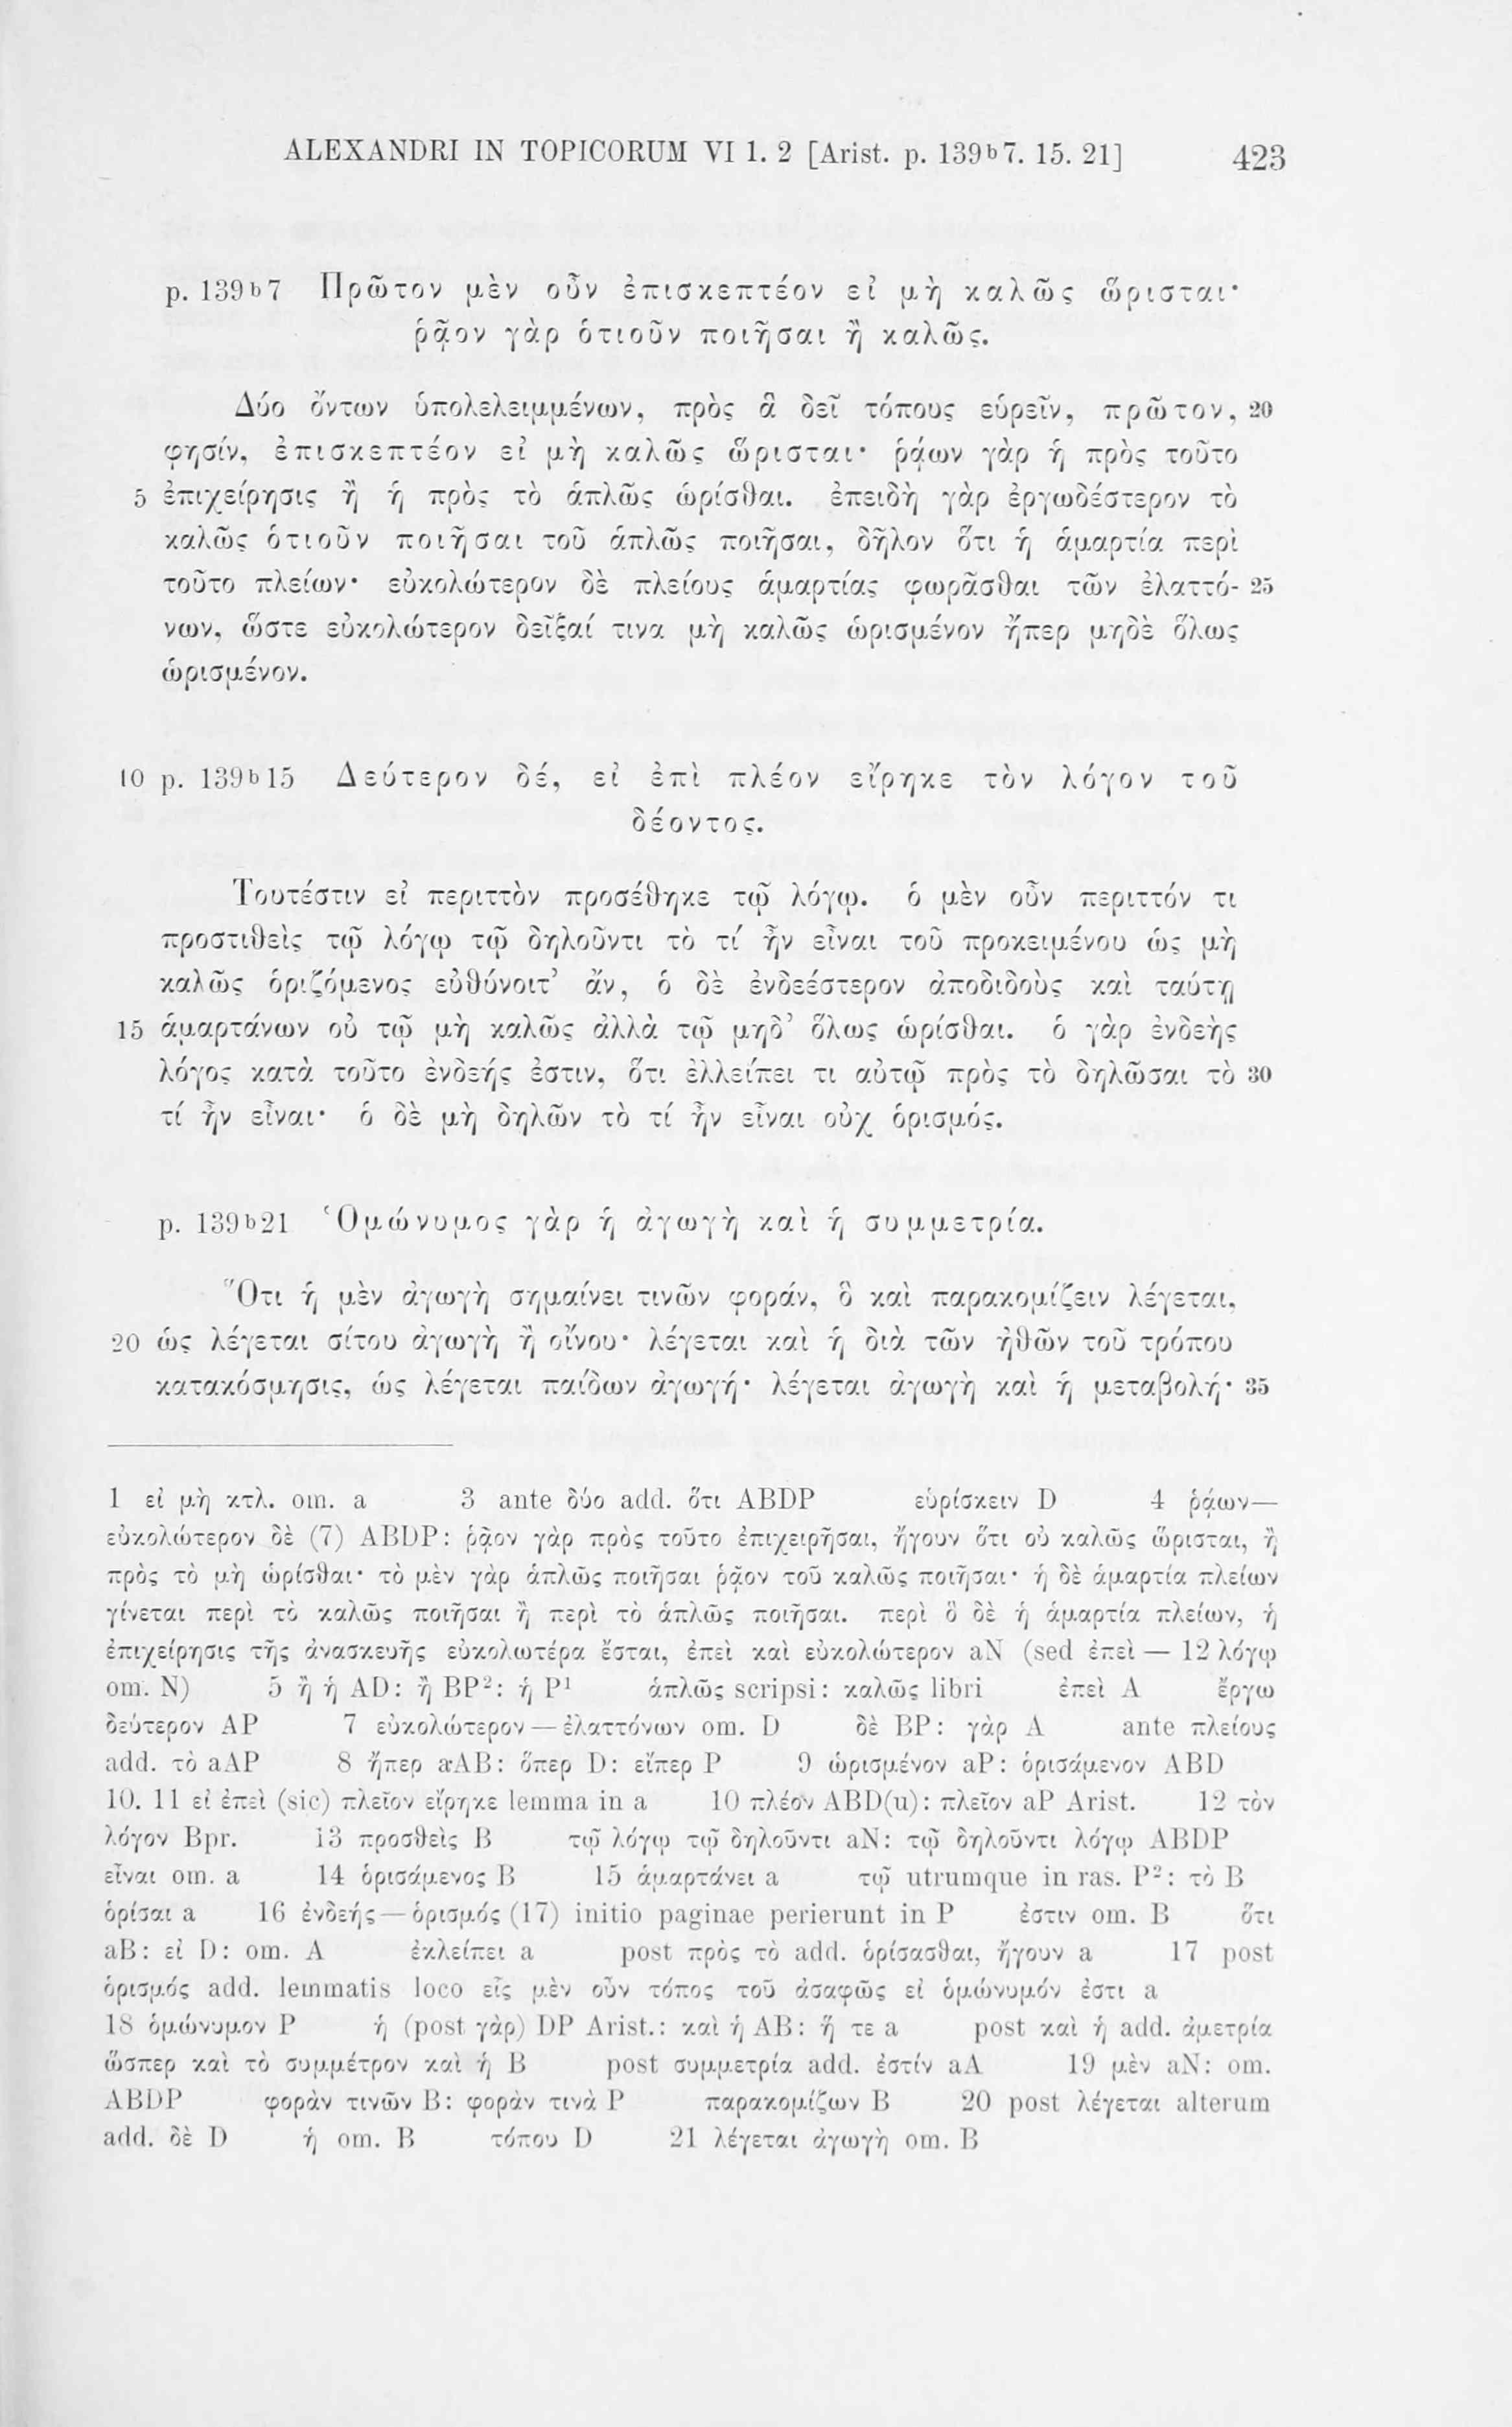 ALEXANDRI IN TOPICORUM VI 1. 2 [Arist. p. 139ᵇ7. 15. 21] 423
p. 139ᵇ7 Πρῶτον μὲν οὖν ἐπισκεπτέον εἰ μὴ καλῶς ὥρισται·
ῥᾷον γὰρ ὁτιοῦν ποιῆσαι ἢ καλῶς.
Δύο ὄντων ὑπολελειμμένων, πρὸς ἃ δεῖ τόπους εὑρεῖν, πρῶτον, 20
φησίν, ἐπισκεπτέον εἰ μὴ καλῶς ὥρισται· ῥᾴων γὰρ ἡ πρὸς τοῦτο
5 ἐπιχείρησις ἢ ἡ πρὸς τὸ ἁπλῶς ὡρίσθαι. ἐπειδὴ γὰρ ἐργωδέστερον τὸ
καλῶς ὁτιοῦν ποιῆσαι τοῦ ἁπλῶς ποιῆσαι, δῆλον ὅτι ἡ ἁμαρτία περὶ
τοῦτο πλείων· εὐκολώτερον δὲ πλείους ἁμαρτίας φωρᾶσθαι τῶν ἐλαττό- 25
νων, ὥστε εὐκολώτερον δεῖξαί τινα μὴ καλῶς ὡρισμένον ἤπερ μηδὲ ὅλως
ὡρισμένον.
10 p. 139ᵇ15 Δεύτερον δέ, εἰ ἐπὶ πλέον εἴρηκε τὸν λόγον τοῦ
δέοντος.
Τουτέστιν εἰ περιττὸν προσέθηκε τῷ λόγῳ. ὁ μὲν οὖν περιττόν τι
προστιθεὶς τῷ λόγῳ τῷ δηλοῦντι τὸ τί ἦν εἶναι τοῦ προκειμένου ὡς μὴ
καλῶς ὁριζόμενος εὐθύνοιτ᾽ ἄν, ὁ δὲ ἐνδεέστερον ἀποδιδοὺς καὶ ταύτῃ
15 ἁμαρτάνων οὐ τῷ μὴ καλῶς ἀλλὰ τῷ μηδ᾽ ὅλως ὡρίσθαι. ὁ γὰρ ἐνδεὴς
λόγος κατὰ τοῦτο ἐνδεής ἐστιν, ὅτι ἐλλείπει τι αὐτῷ πρὸς τὸ δηλῶσαι τὸ 30
τί ἦν εἶναι· ὁ δὲ μὴ δηλῶν τὸ τί ἦν εἶναι οὐχ ὁρισμός.
p. 139ᵇ21 Ὁμώνυμος γὰρ ἡ ἀγωγὴ καὶ ἡ συμμετρία.
Ὅτι ἡ μὲν ἀγωγὴ σημαίνει τινῶν φοράν, ὃ καὶ παρακομίζειν λέγεται,
20 ὡς λέγεται σίτου ἀγωγὴ ἢ οἴνου· λέγεται καὶ ἡ διὰ τῶν ἠθῶν τοῦ τρόπου
κατακόσμησις, ὡς λέγεται παίδων ἀγωγή· λέγεται ἀγωγὴ καὶ ἡ μεταβολή· 35
1 εἰ μὴ κτλ. om. a 3 ante δύο add. ὅτι ABDP εὑρίσκειν D 4 ῥᾴων—
εὐκολώτερον δὲ (7) ABDP: ῥᾷον γὰρ πρὸς τοῦτο ἐπιχειρῆσαι, ἤγουν ὅτι οὐ καλῶς ὥρισται, ἢ
πρὸς τὸ μὴ ὡρίσθαι· τὸ μὲν γὰρ ἁπλῶς ποιῆσαι ῥᾷον τοῦ καλῶς ποιῆσαι· ἡ δὲ ἁμαρτία πλείων
γίνεται περὶ τὸ καλῶς ποιῆσαι ἢ περὶ τὸ ἁπλῶς ποιῆσαι. περὶ ὃ δὲ ἡ ἁμαρτία πλείων, ἡ
ἐπιχείρησις τῆς ἀνασκευῆς εὐκολωτέρα ἔσται, ἐπεὶ καὶ εὐκολώτερον aN (sed ἐπεὶ — 12 λόγῳ
om. N) 5 ἢ ἡ AD: ἢ BP²: ἡ P¹ ἁπλῶς scripsi: καλῶς libri ἐπεὶ A ἔργω
δεύτερον AP 7 εὐκολώτερον — ἐλαττόνων om. D δὲ BP: γὰρ A ante πλείους
add. τὸ aAP 8 ἤπερ aAB: ὅπερ D: εἴπερ P 9 ὡρισμένον aP: ὁρισάμενον ABD
10. 11 εἰ ἐπεὶ (sic) πλεῖον εἴρηκε lemma in a 10 πλέον ABD(u): πλεῖον aP Arist. 12 τὸν
λόγον Bpr. 13 προσθεὶς B τῷ λόγῳ τῷ δηλοῦντι aN: τῷ δηλοῦντι λόγῳ ABDP
εἶναι om. a 14 ὁρισάμενος B 15 ἁμαρτάνει a τῷ utrumque in ras. P²: τὸ B
ὁρίσαι a 16 ἐνδεής — ὁρισμός (17) initio paginae perierunt in P ἐστιν om. B ὅτι
aB: εἰ D: om. A ἐκλείπει a post πρὸς τὸ add. ὁρίσασθαι, ἤγουν a 17 post
ὁρισμός add. lemmatis loco εἷς μὲν οὖν τόπος τοῦ ἀσαφῶς εἰ ὁμώνυμόν ἐστι a
18 ὁμώνυμον P ἡ (post γὰρ) DP Arist.: καὶ ἡ AB: ἥ τε a post καὶ ἡ add. ἀμετρία
ὥσπερ καὶ τὸ συμμέτρον καὶ ἡ B post συμμετρία add. ἐστίν aA 19 μὲν aN: om.
ABDP φορὰν τινῶν B: φορὰν τινὰ P παρακομίζων B 20 post λέγεται alterum
add. δὲ D ἡ om. B τόπου D 21 λέγεται ἀγωγὴ om. B